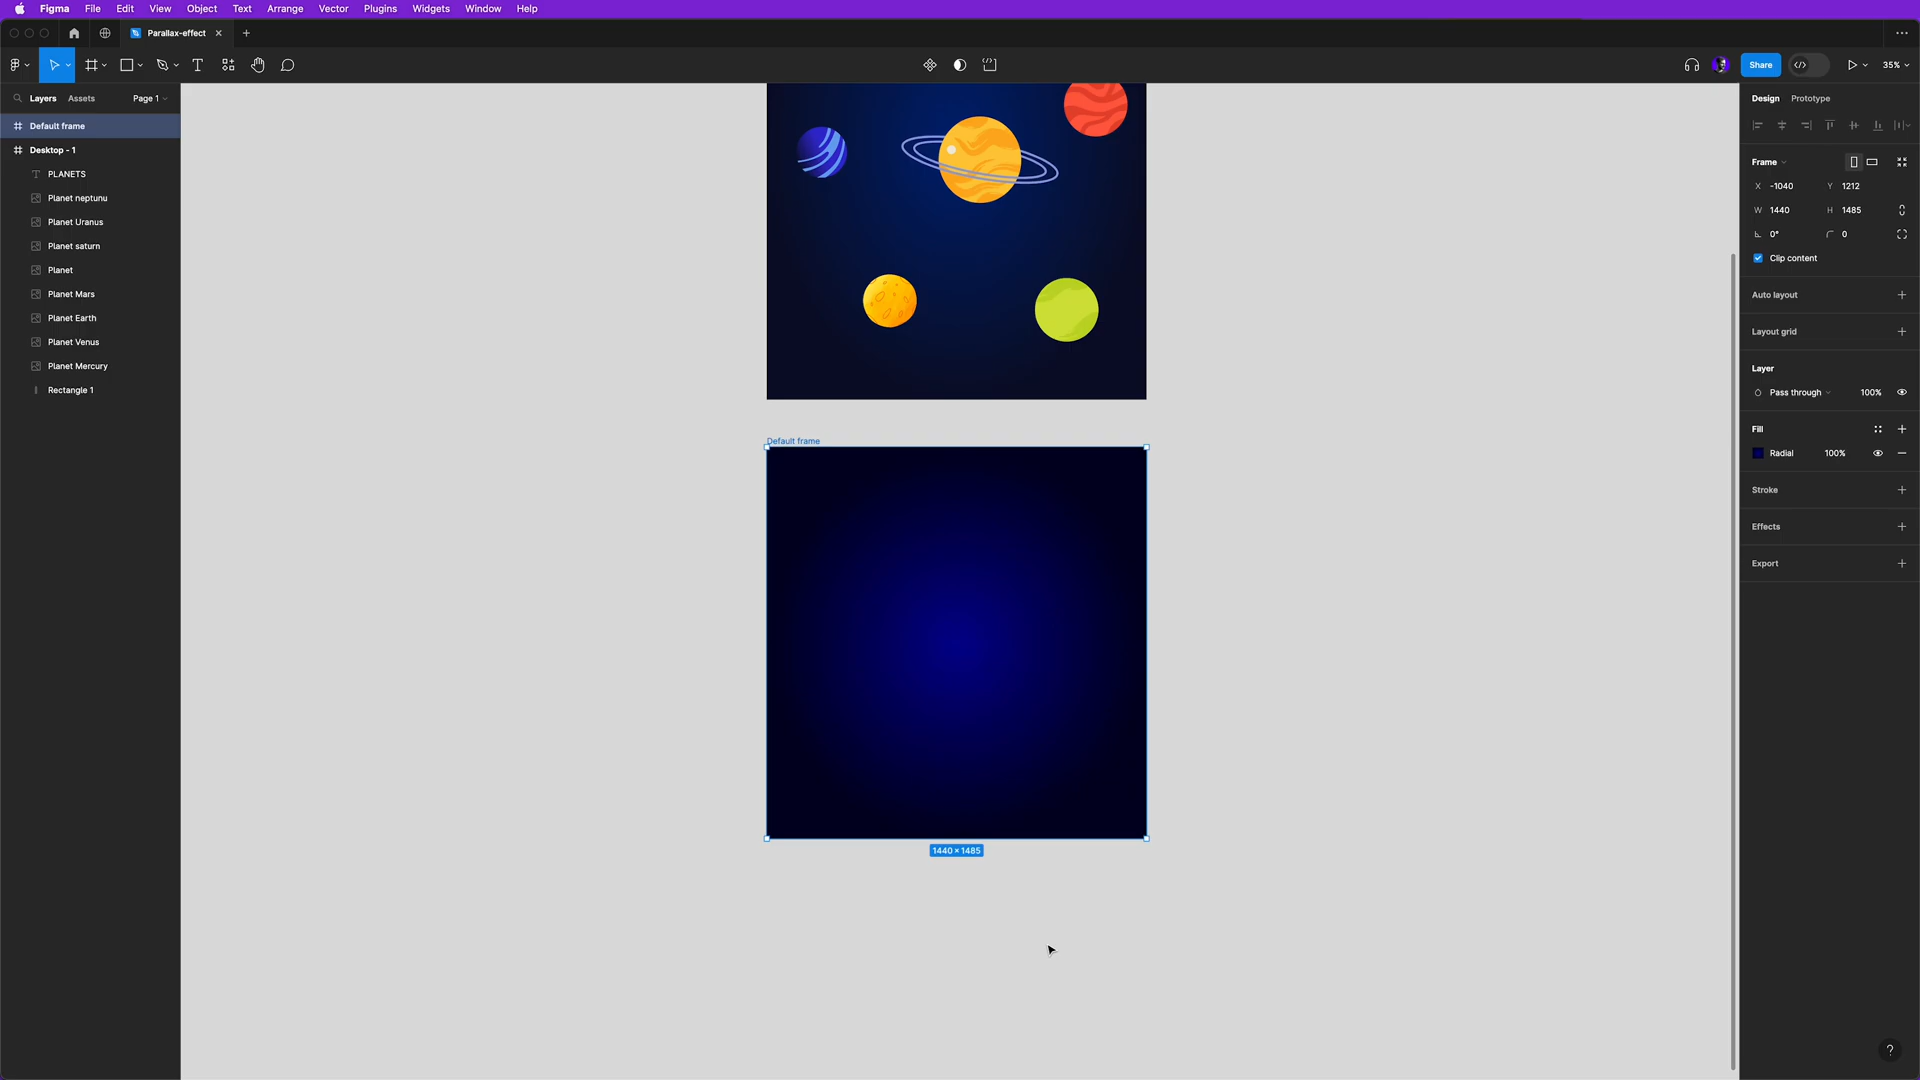 Figma File Edit View Object Text Arrange Vector Plugins Widgets Window Help
Parallax-effect
Share
35%
Layers Assets Page 1
Default frame
Desktop - 1
PLANETS
Planet neptunu
Planet Uranus
Planet saturn
Planet
Planet Mars
Planet Earth
Planet Venus
Planet Mercury
Rectangle 1
Default frame
1440 × 1485
Design Prototype
Frame
X -1040 Y 1212
W 1440 H 1485
0° 0
Clip content
Auto layout
Layout grid
Layer
Pass through 100%
Fill
Radial 100%
Stroke
Effects
Export
?